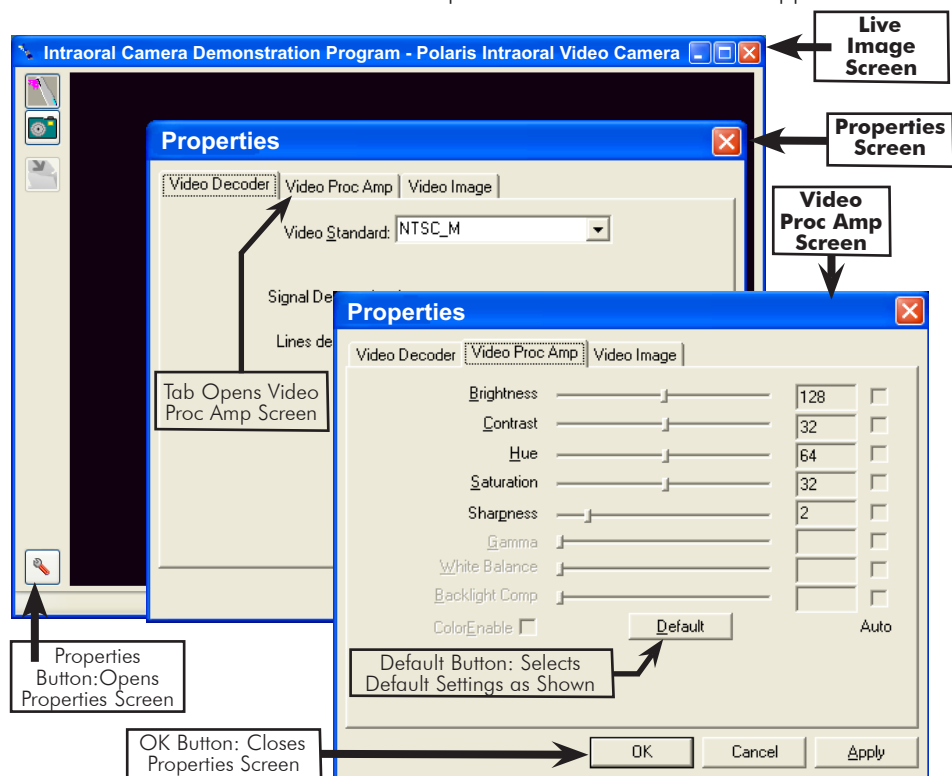 Live
Image
Screen
Intraoral Camera Demonstration Program - Polaris Intraoral Video Camera
Properties
Screen
Properties
Video Decoder Video Proc Amp Video Image
Video
Proc Amp
Screen
Video Standard: NTSC_M
Signal De
Lines de
Tab Opens Video
Proc Amp Screen
Properties
Video Decoder Video Proc Amp Video Image
Brightness 128
Contrast 32
Hue 64
Saturation 32
Sharpness 2
Gamma
White Balance
Backlight Comp
ColorEnable Default Auto
Default Button: Selects
Default Settings as Shown
Properties
Button:Opens
Properties Screen
OK Button: Closes
Properties Screen
OK Cancel Apply